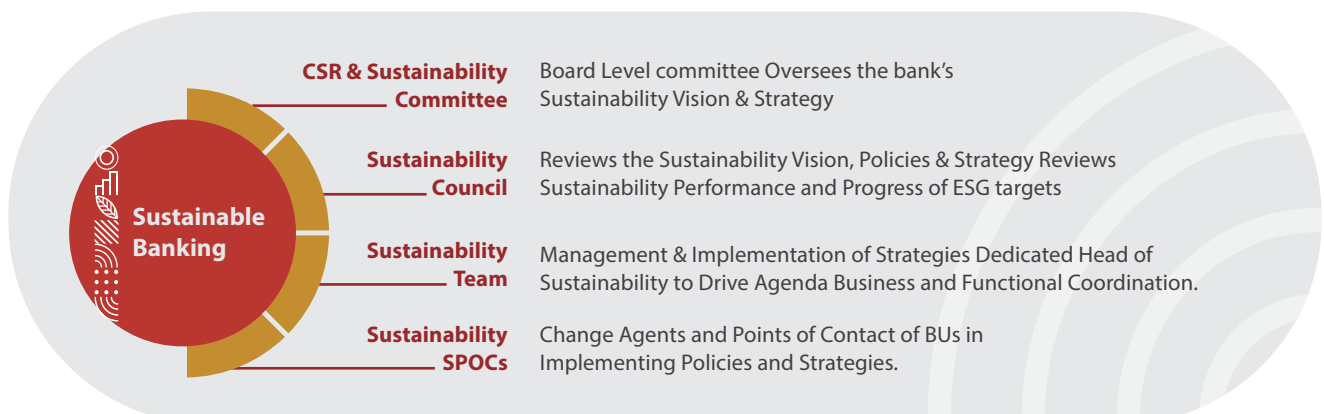 Sustainable
Banking
CSR & Sustainability
Committee
Board Level committee Oversees the bank's
Sustainability Vision & Strategy
Sustainability
Council
Reviews the Sustainability Vision, Policies & Strategy Reviews
Sustainability Performance and Progress of ESG targets
Sustainability
Team
Management & Implementation of Strategies Dedicated Head of
Sustainability to Drive Agenda Business and Functional Coordination.
Sustainability
SPOCs
Change Agents and Points of Contact of BUs in
Implementing Policies and Strategies.